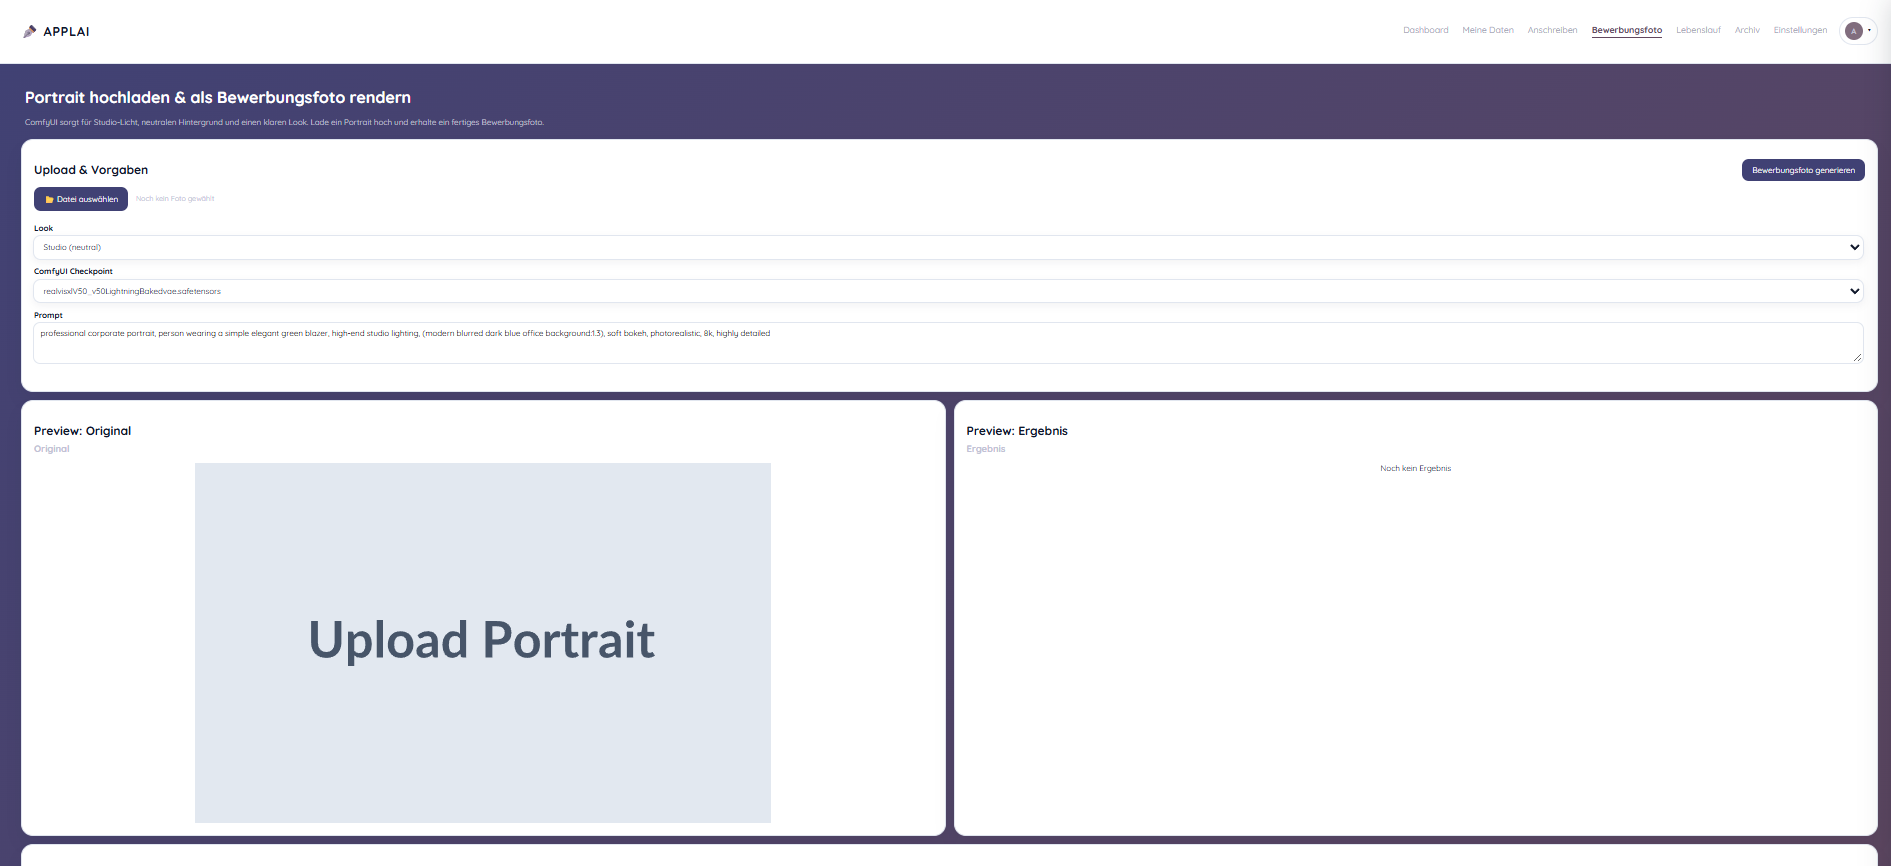 APPLAI
Dashboard Meine Daten Anschreiben Bewerbungsfoto Lebenslauf Archiv Einstellungen A
Portrait hochladen & als Bewerbungsfoto rendern
ComfyUI sorgt für Studio-Licht, neutralen Hintergrund und einen klaren Look. Lade ein Portrait hoch und erhalte ein fertiges Bewerbungsfoto.
Upload & Vorgaben
Bewerbungsfoto generieren
Datei auswählen Noch kein Foto gewählt
Look
Studio (neutral)
ComfyUI Checkpoint
realvisxlV50_v50LightningBakedvae.safetensors
Prompt
professional corporate portrait, person wearing a simple elegant green blazer, high-end studio lighting, (modern blurred dark blue office background:1.3), soft bokeh, photorealistic, 8k, highly detailed
Preview: Original
Original
Upload Portrait
Preview: Ergebnis
Ergebnis
Noch kein Ergebnis